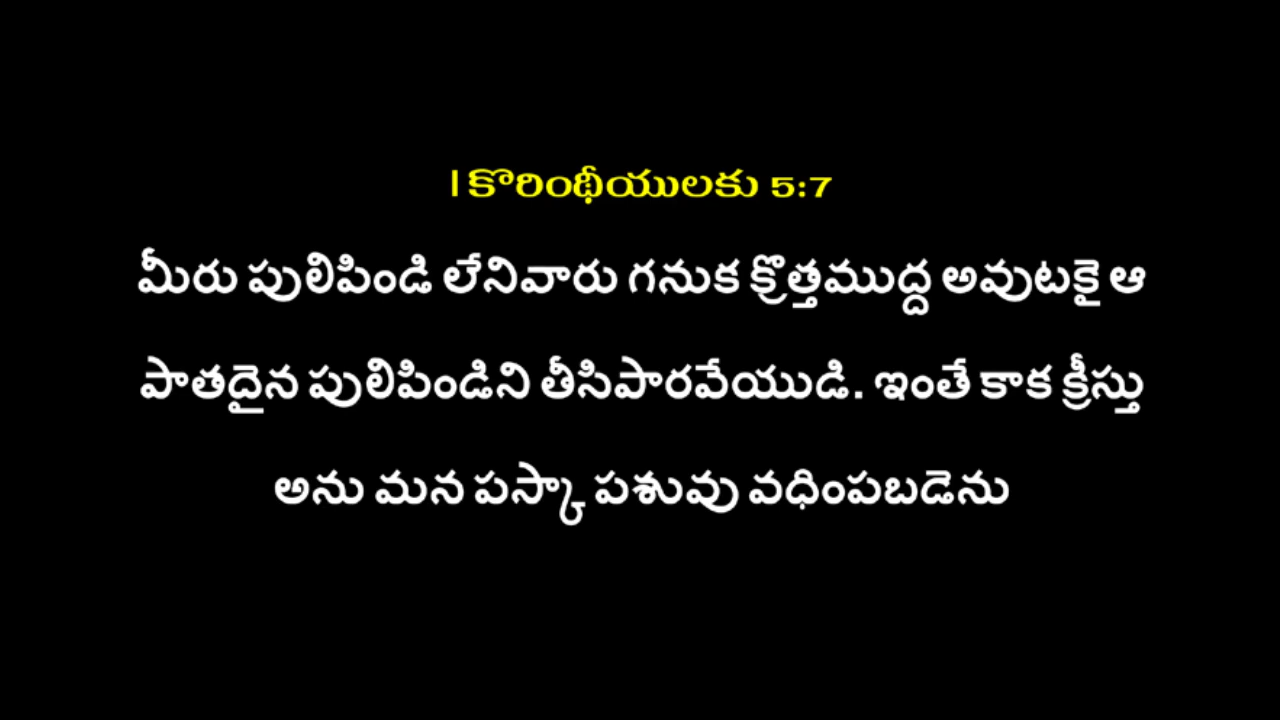 I కొరింథీయులకు 5:7
మీరు పులిపిండి లేనివారు గనుక క్రొత్తముద్ద అవుటకై ఆ
పాతదైన పులిపిండిని తీసిపారవేయుడి. ఇంతే కాక క్రీస్తు
అను మన పస్కా పశువు వధింపబడెను